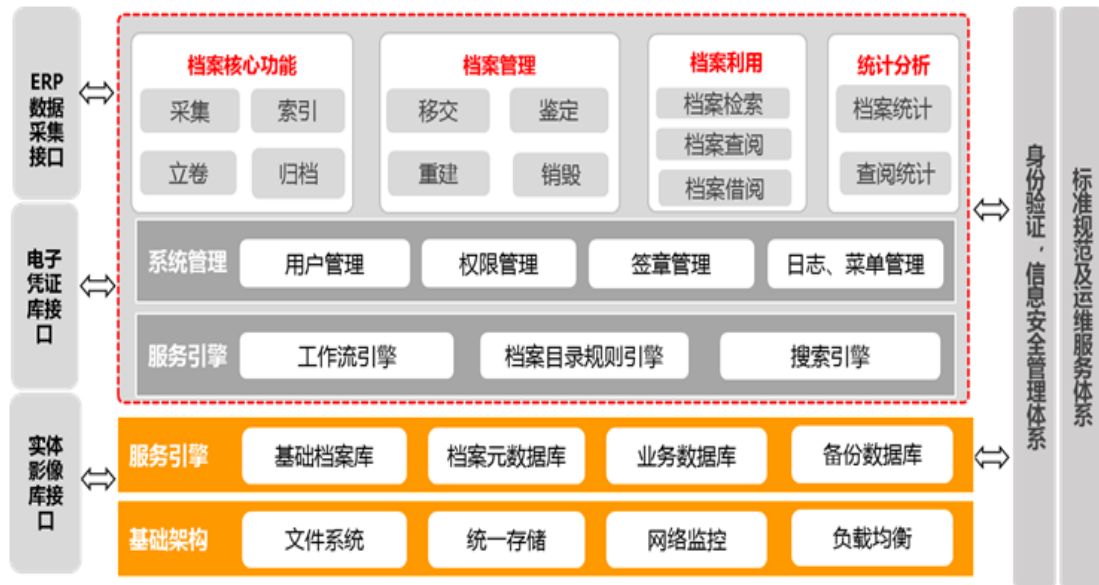 ERP
数据
采集
接口
电子
凭证
库接
口
实体
影像
库接
口
档案核心功能
采集
索引
立卷
归档
档案管理
移交
鉴定
重建
销毁
档案利用
档案检索
档案查阅
档案借阅
统计分析
档案统计
查阅统计
系统管理
用户管理
权限管理
签章管理
日志、菜单管理
服务引擎
工作流引擎
档案目录规则引擎
搜索引擎
服务引擎
基础档案库
档案元数据库
业务数据库
备份数据库
基础架构
文件系统
统一存储
网络监控
负载均衡
身份验证,信息安全管理体系
标准规范及运维服务体系